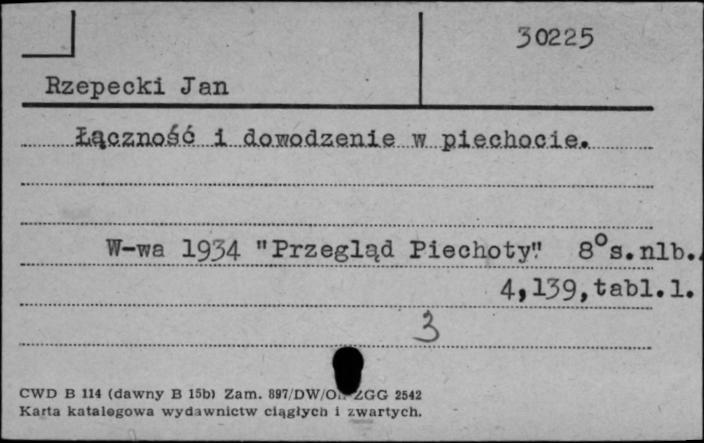 30225
Rzepecki Jan
Łączność i dowodzenie w piechocie.
W-wa 1934 "Przegląd Piechoty" 8°s.nlb.
4,139,tabl.1.
3
CWD B 114 (dawny B 15b) Zam. 897/DW/O ZGG 2542
Karta katalogowa wydawnictw ciągłych i zwartych.